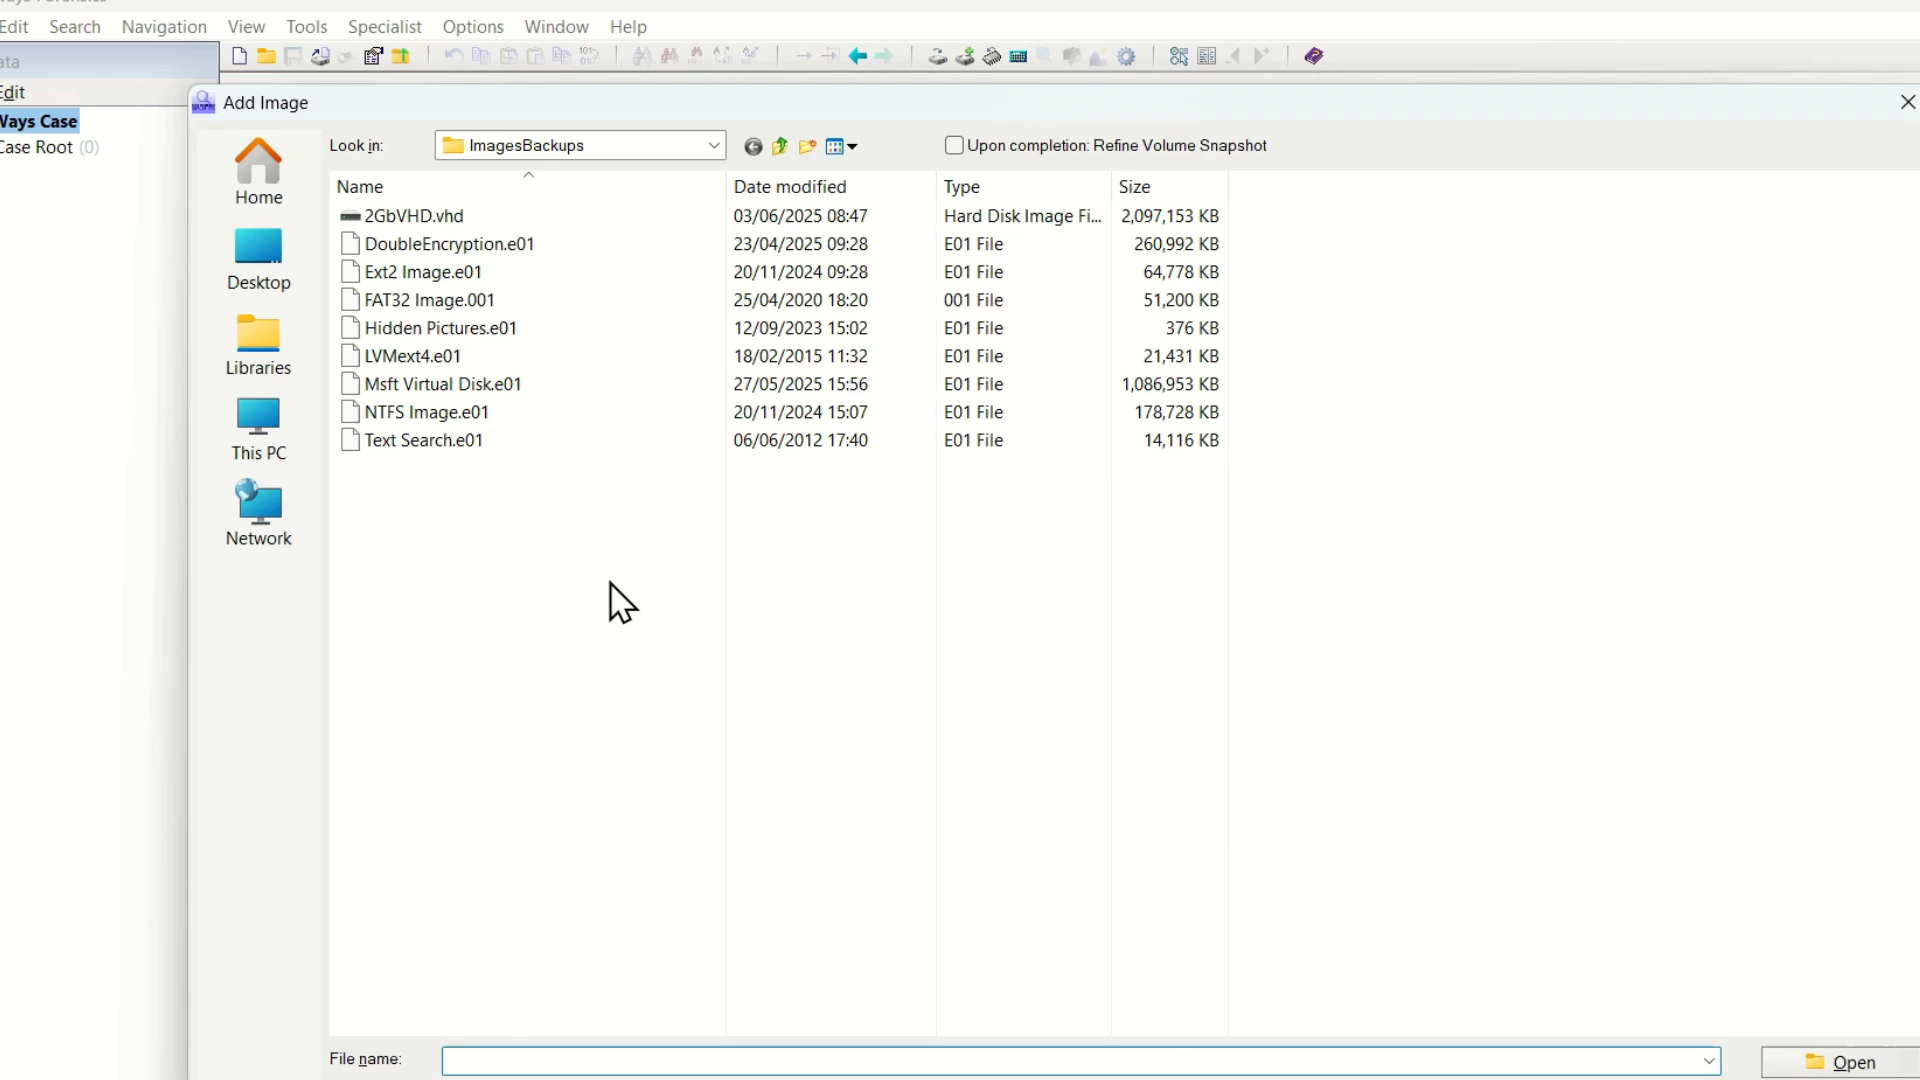 Edit Search Navigation View Tools Specialist Options Window Help
Edit
Ways Case
Case Root (0)
Add Image
Look in: ImagesBackups Upon completion: Refine Volume Snapshot
Home
Desktop
Libraries
This PC
Network
Name Date modified Type Size
2GbVHD.vhd 03/06/2025 08:47 Hard Disk Image Fi... 2,097,153 KB
DoubleEncryption.e01 23/04/2025 09:28 E01 File 260,992 KB
Ext2 Image.e01 20/11/2024 09:28 E01 File 64,778 KB
FAT32 Image.001 25/04/2020 18:20 001 File 51,200 KB
Hidden Pictures.e01 12/09/2023 15:02 E01 File 376 KB
LVMext4.e01 18/02/2015 11:32 E01 File 21,431 KB
Msft Virtual Disk.e01 27/05/2025 15:56 E01 File 1,086,953 KB
NTFS Image.e01 20/11/2024 15:07 E01 File 178,728 KB
Text Search.e01 06/06/2012 17:40 E01 File 14,116 KB
File name: Open